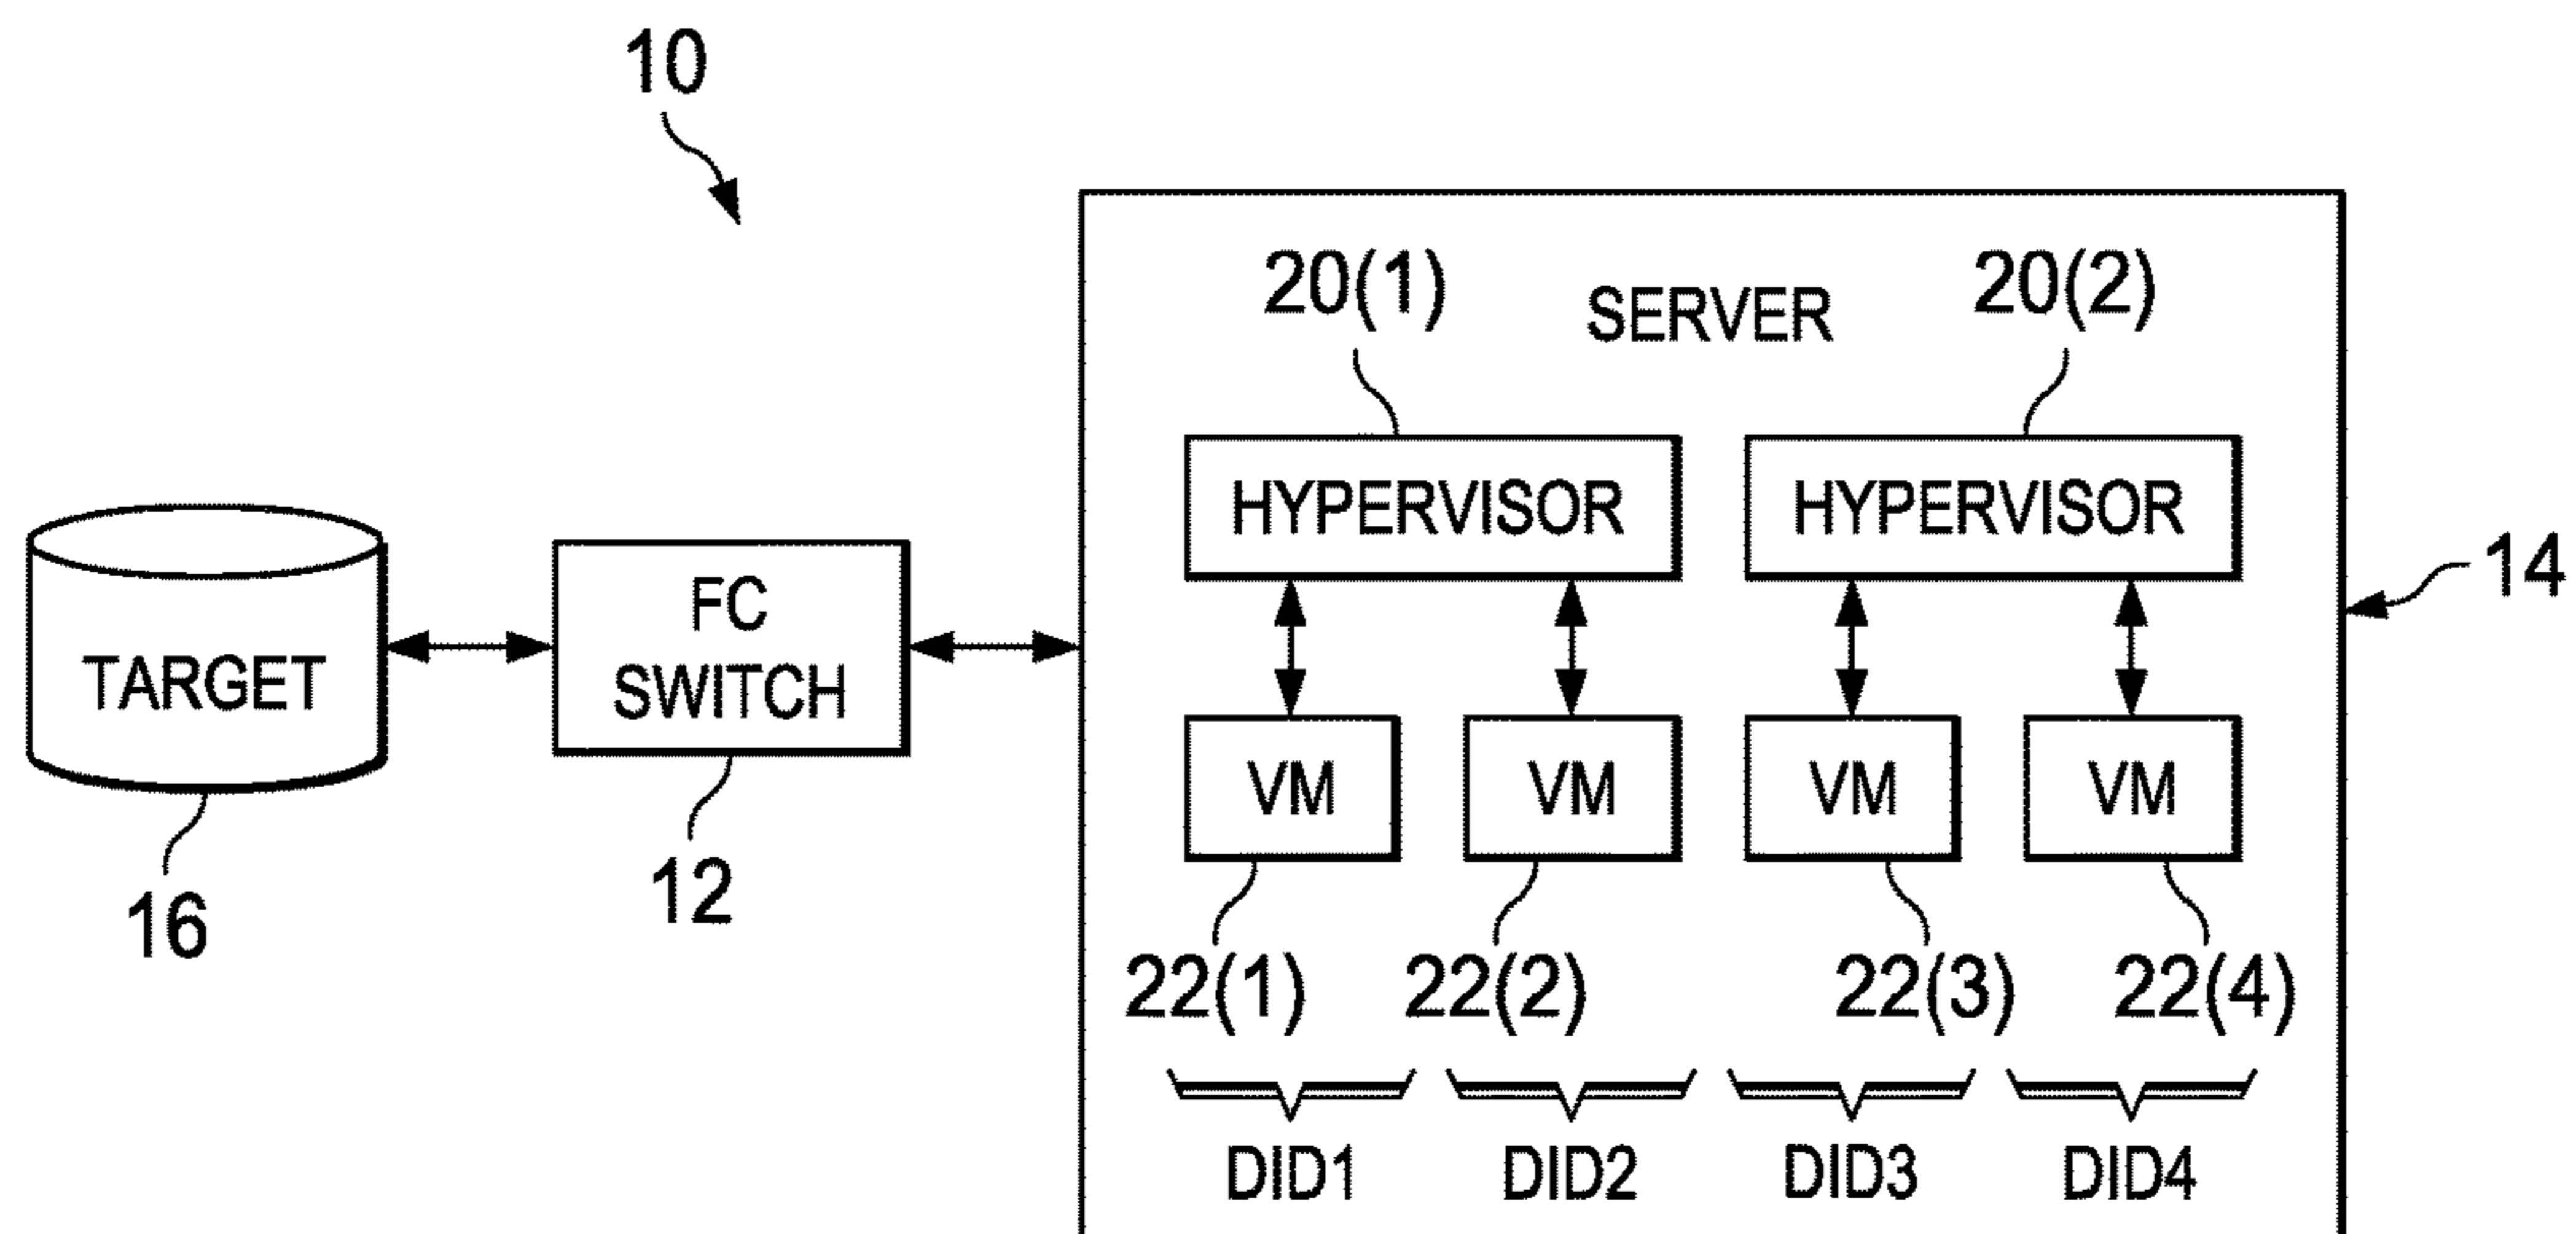 10
20(1)
SERVER
20(2)
HYPERVISOR
HYPERVISOR
14
TARGET
FC
SWITCH
VM
VM
VM
VM
16
12
22(1)
22(2)
22(3)
22(4)
DID1
DID2
DID3
DID4